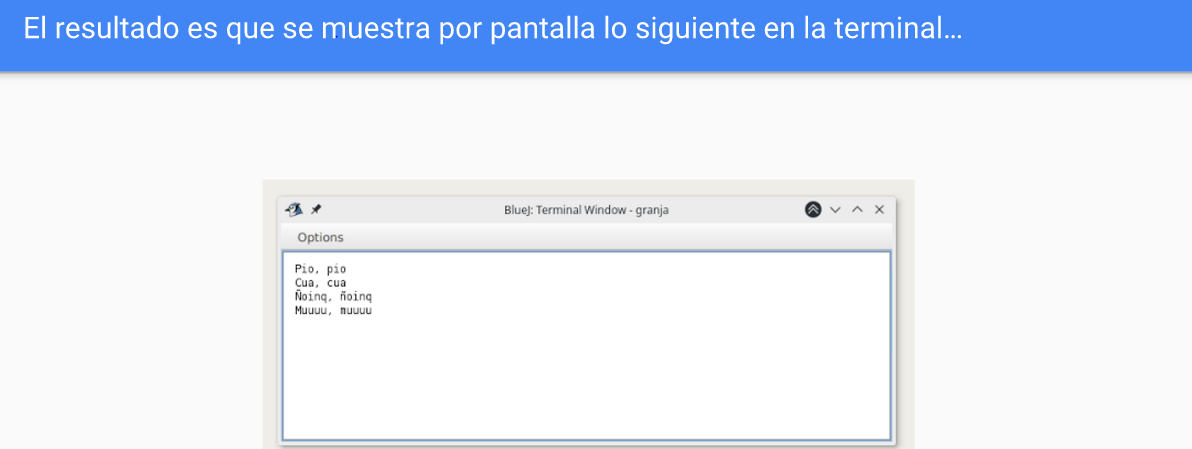 El resultado es que se muestra por pantalla lo siguiente en la terminal...
BlueJ: Terminal Window - granja
Options
Pio, pio
Cua, cua
Ñoinq, ñoinq
Muuuu, muuuu